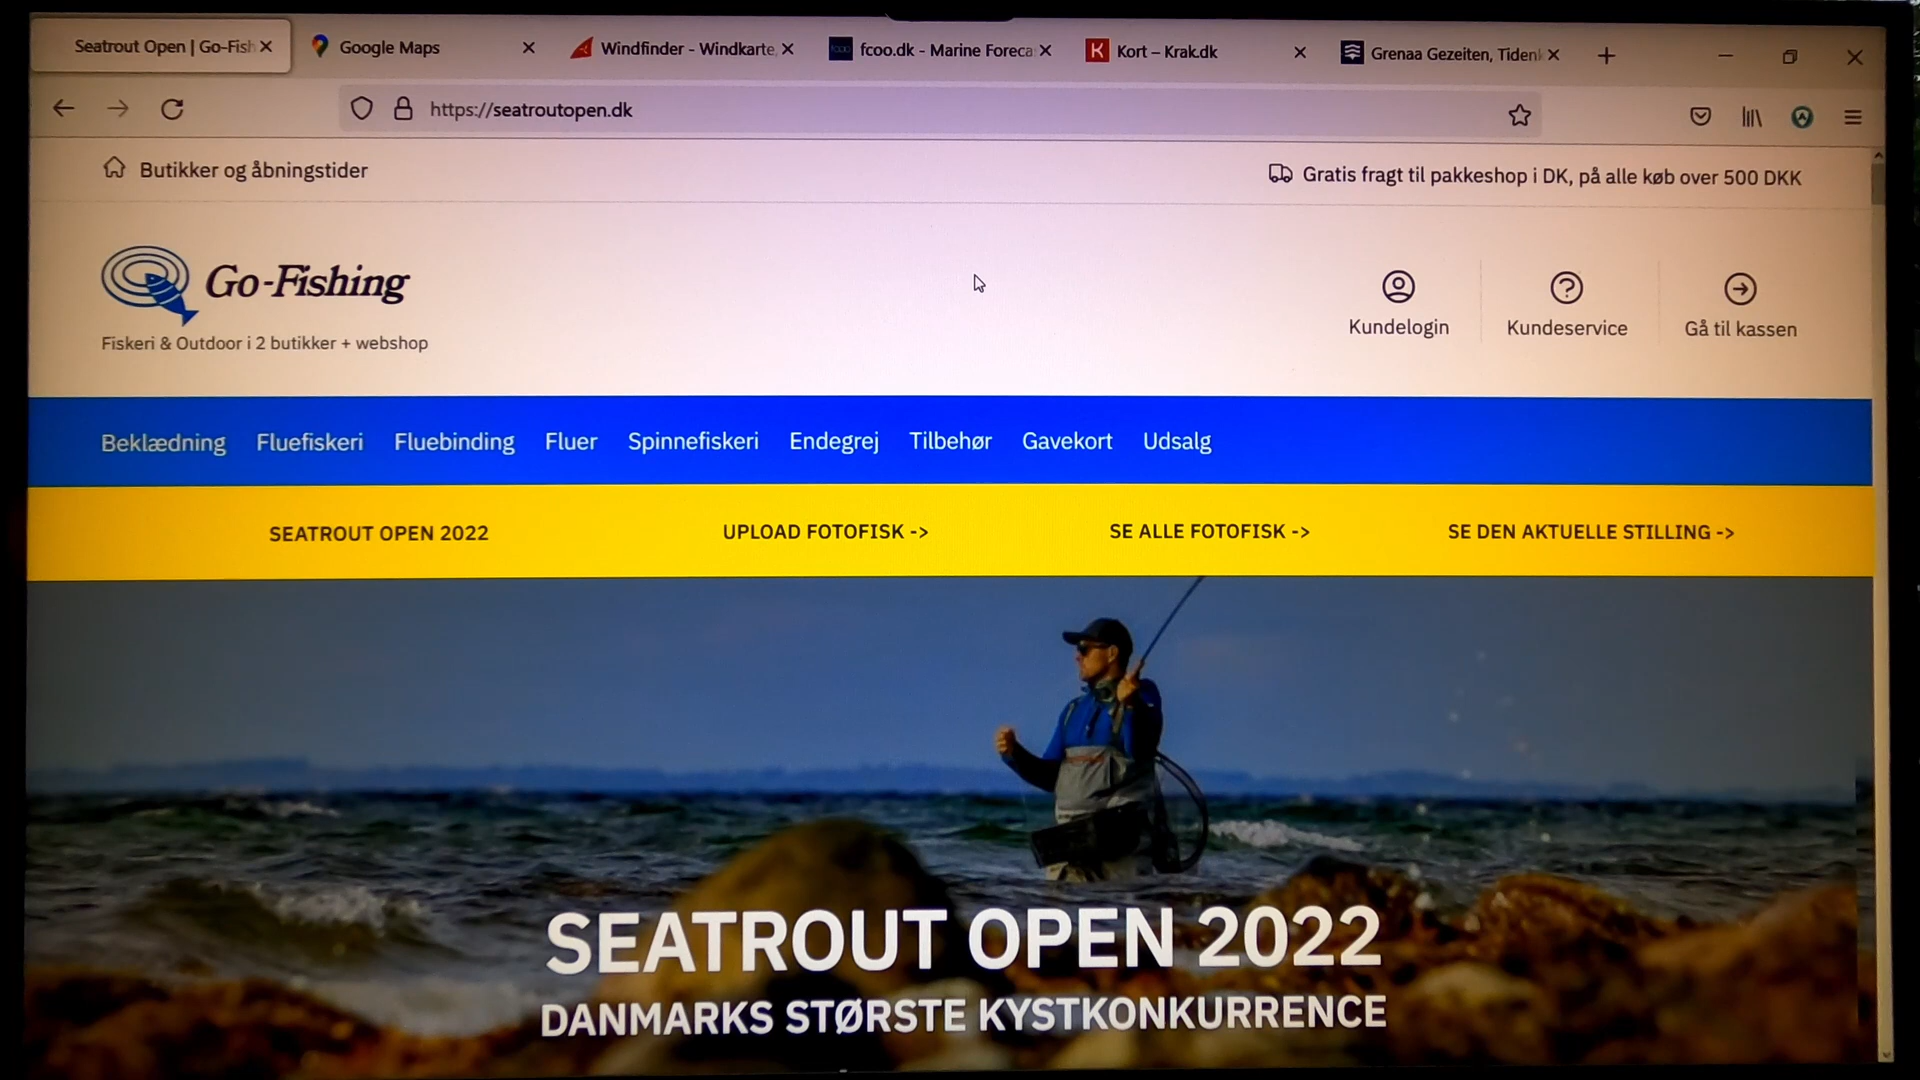 Seatrout Open | Go-Fish
Google Maps
Windfinder - Windkarte,
fcoo.dk - Marine Foreca
Kort – Krak.dk
Grenaa Gezeiten, Tiden
https://seatroutopen.dk
Butikker og åbningstider
Gratis fragt til pakkeshop i DK, på alle køb over 500 DKK
Go-Fishing
Fiskeri & Outdoor i 2 butikker + webshop
Kundelogin
Kundeservice
Gå til kassen
Beklædning Fluefiskeri Fluebinding Fluer Spinnefiskeri Endegrej Tilbehør Gavekort Udsalg
SEATROUT OPEN 2022
UPLOAD FOTOFISK ->
SE ALLE FOTOFISK ->
SE DEN AKTUELLE STILLING ->
SEATROUT OPEN 2022
DANMARKS STØRSTE KYSTKONKURRENCE